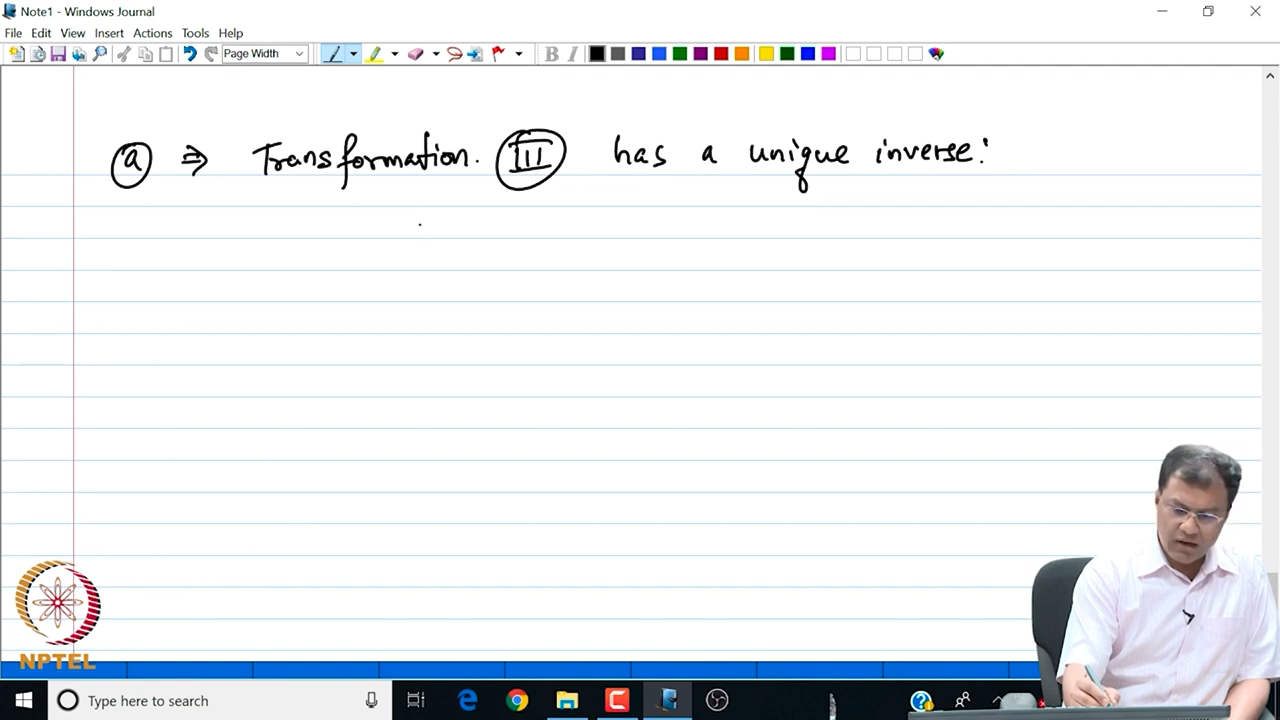 Note1 - Windows Journal
File Edit View Insert Actions Tools Help
Page Width B I
a ⇒ Transformation. III has a unique inverse:
NPTEL
Type here to search